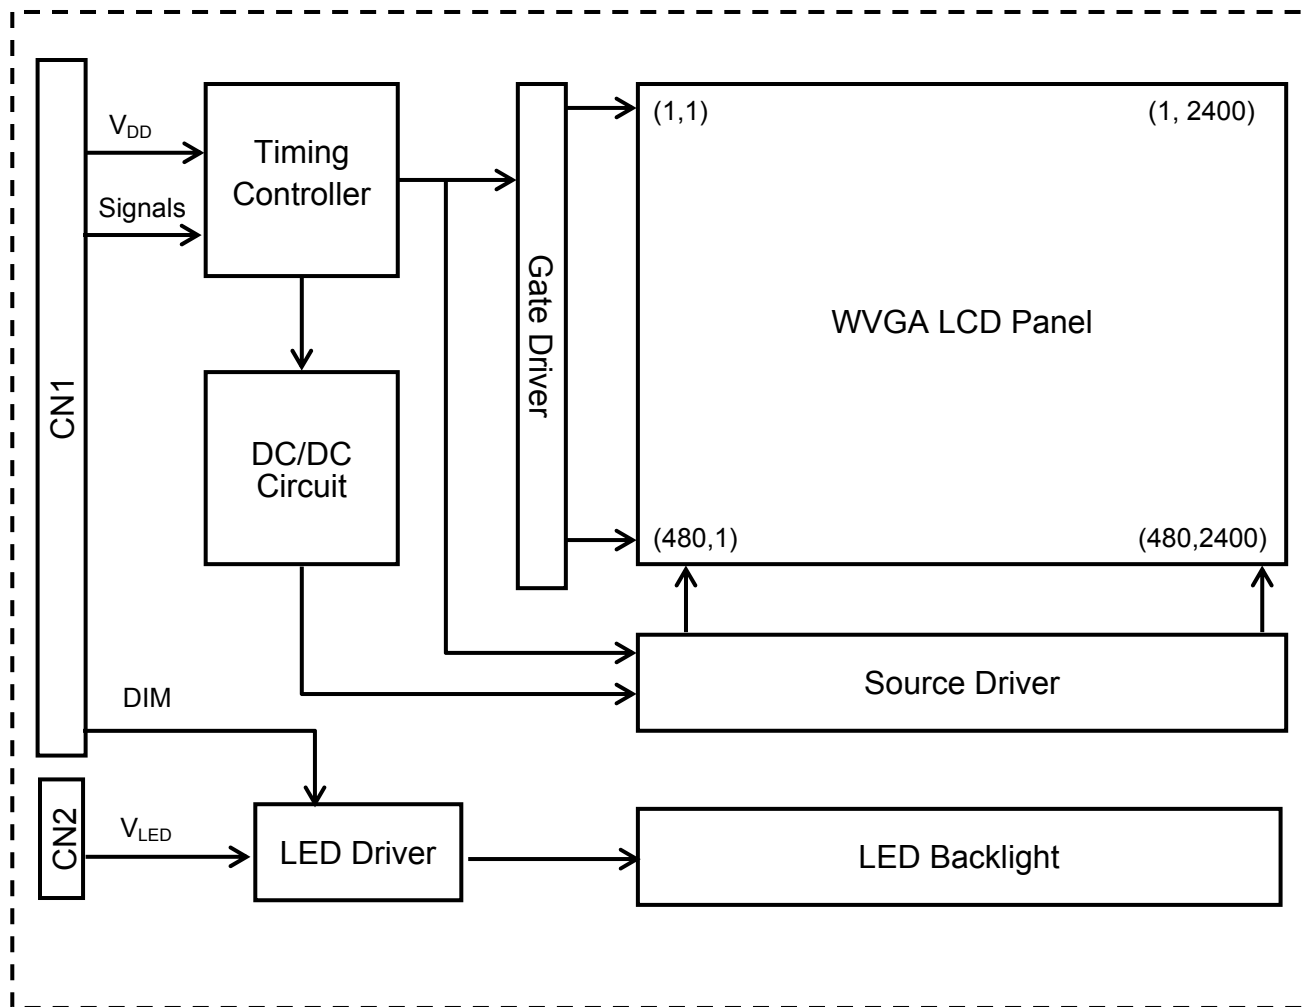 V_DD
Signals
Timing
Controller
(1,1)
(1, 2400)
CN1
Gate Driver
WVGA LCD Panel
DC/DC
Circuit
(480,1)
(480,2400)
Source Driver
DIM
CN2
V_LED
LED Driver
LED Backlight